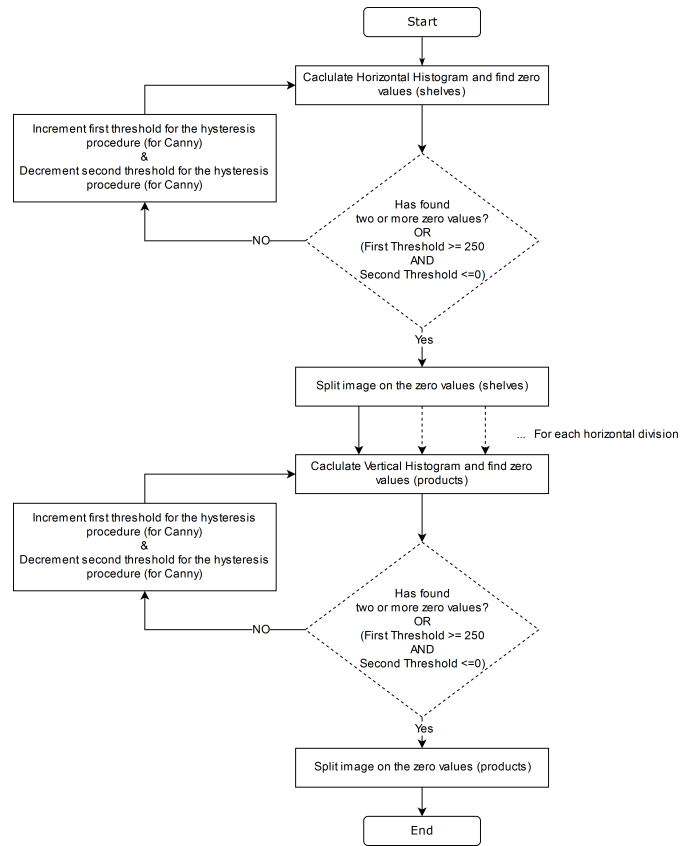 Start
Caclulate Horizontal Histogram and find zero
values (shelves)
Increment first threshold for the hysteresis
procedure (for Canny)
&
Decrement second threshold for the hysteresis
procedure (for Canny)
Has found
two or more zero values?
OR
(First Threshold >= 250
AND
Second Threshold <=0)
NO
Yes
Split image on the zero values (shelves)
... For each horizontal division
Caclulate Vertical Histogram and find zero
values (products)
Increment first threshold for the hysteresis
procedure (for Canny)
&
Decrement second threshold for the hysteresis
procedure (for Canny)
Has found
two or more zero values?
OR
(First Threshold >= 250
AND
Second Threshold <=0)
NO
Yes
Split image on the zero values (products)
End